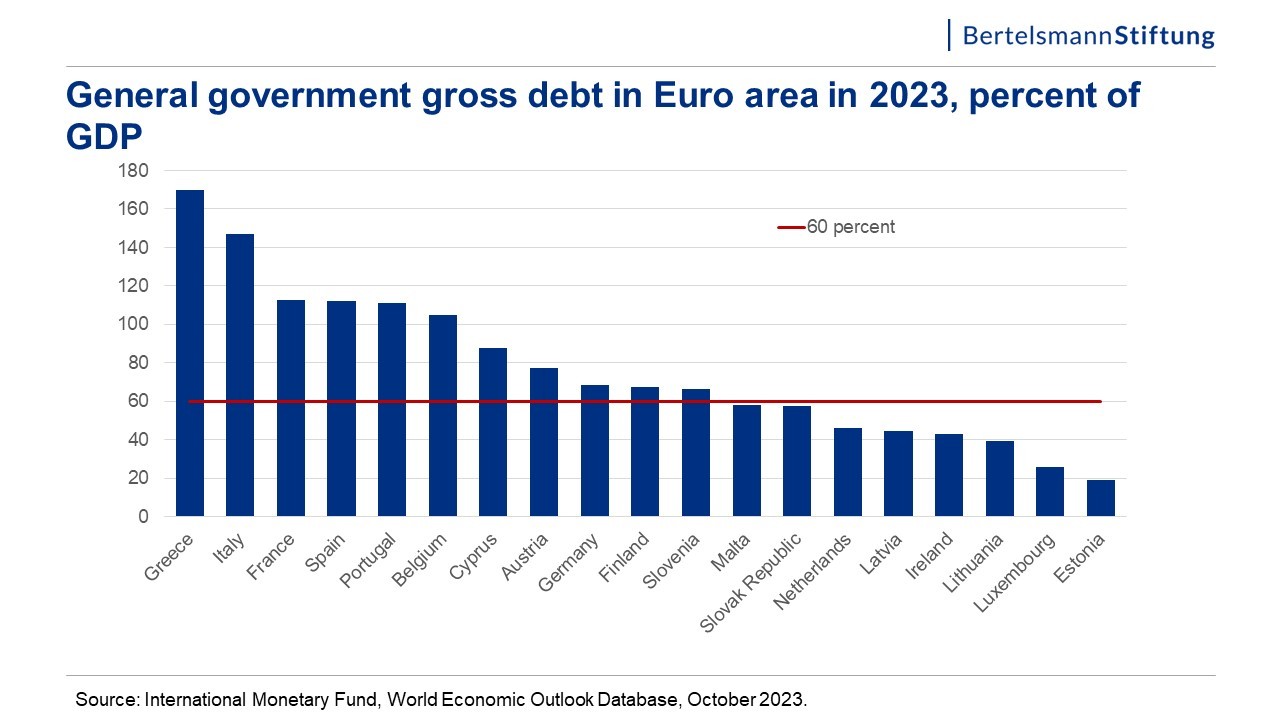 BertelsmannStiftung
General government gross debt in Euro area in 2023, percent of
GDP
180
160
140
120
100
80
60
40
20
0
60 percent
Greece
Italy
France
Spain
Portugal
Belgium
Cyprus
Austria
Germany
Finland
Slovenia
Malta
Slovak Republic
Netherlands
Latvia
Ireland
Lithuania
Luxembourg
Estonia
Source: International Monetary Fund, World Economic Outlook Database, October 2023.